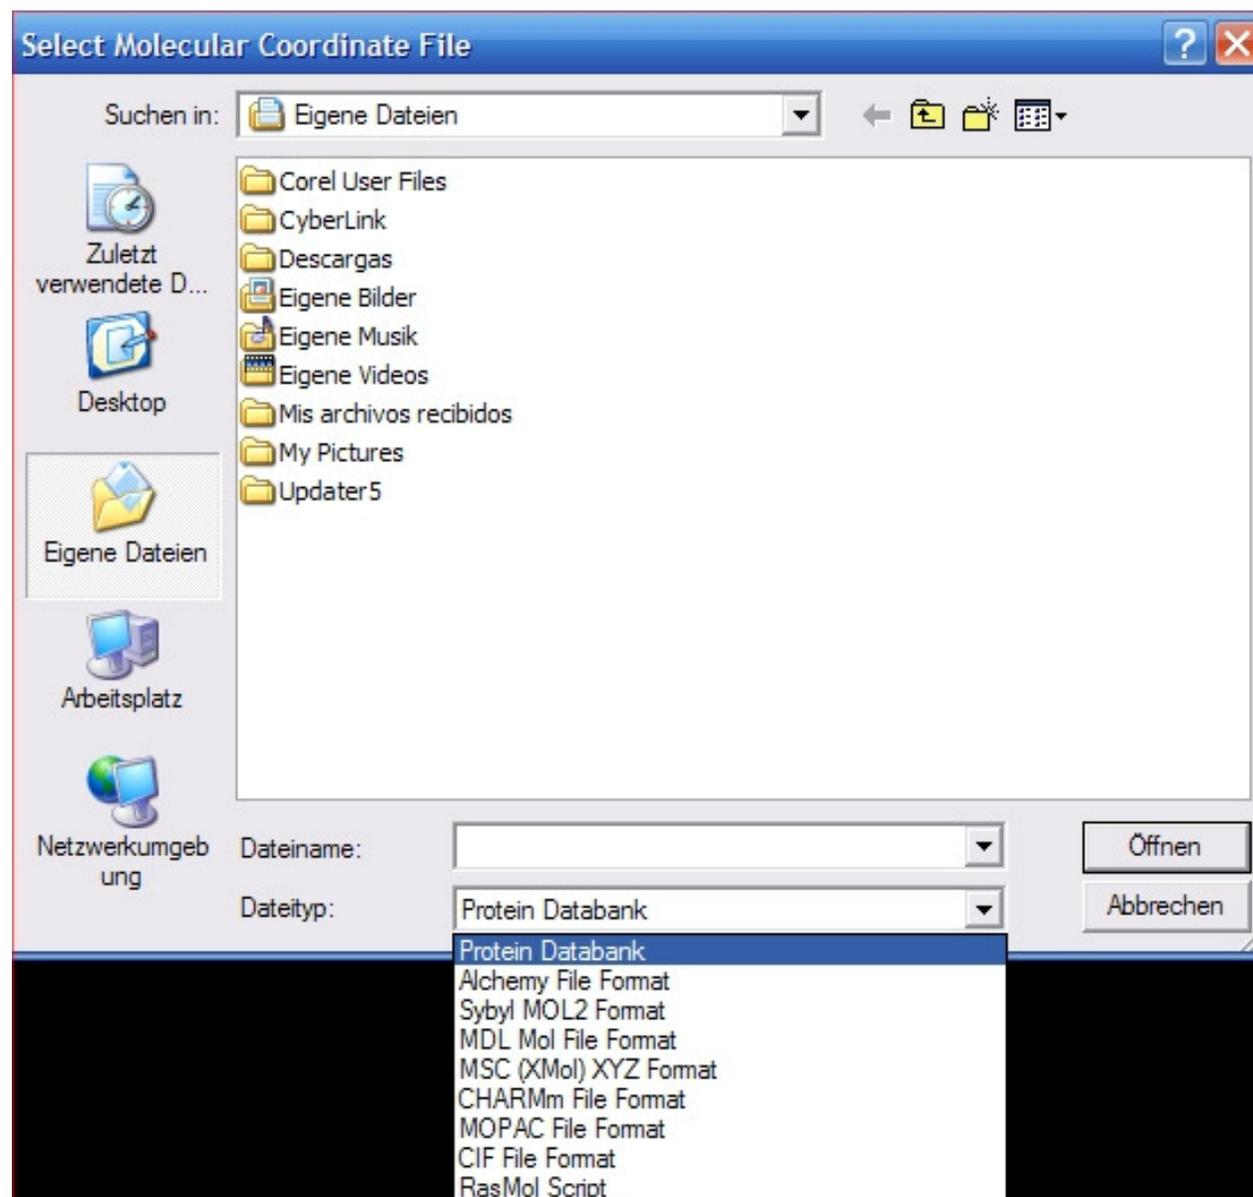 Select Molecular Coordinate File
Suchen in:
Eigene Dateien
Zuletzt
verwendete D...
Desktop
Eigene Dateien
Arbeitsplatz
Netzwerkumgeb
ung
Corel User Files
CyberLink
Descargas
Eigene Bilder
Eigene Musik
Eigene Videos
Mis archivos recibidos
My Pictures
Updater5
Dateiname:
Öffnen
Dateityp:
Protein Databank
Abbrechen
Protein Databank
Alchemy File Format
Sybyl MOL2 Format
MDL Mol File Format
MSC (XMol) XYZ Format
CHARMm File Format
MOPAC File Format
CIF File Format
RasMol Script